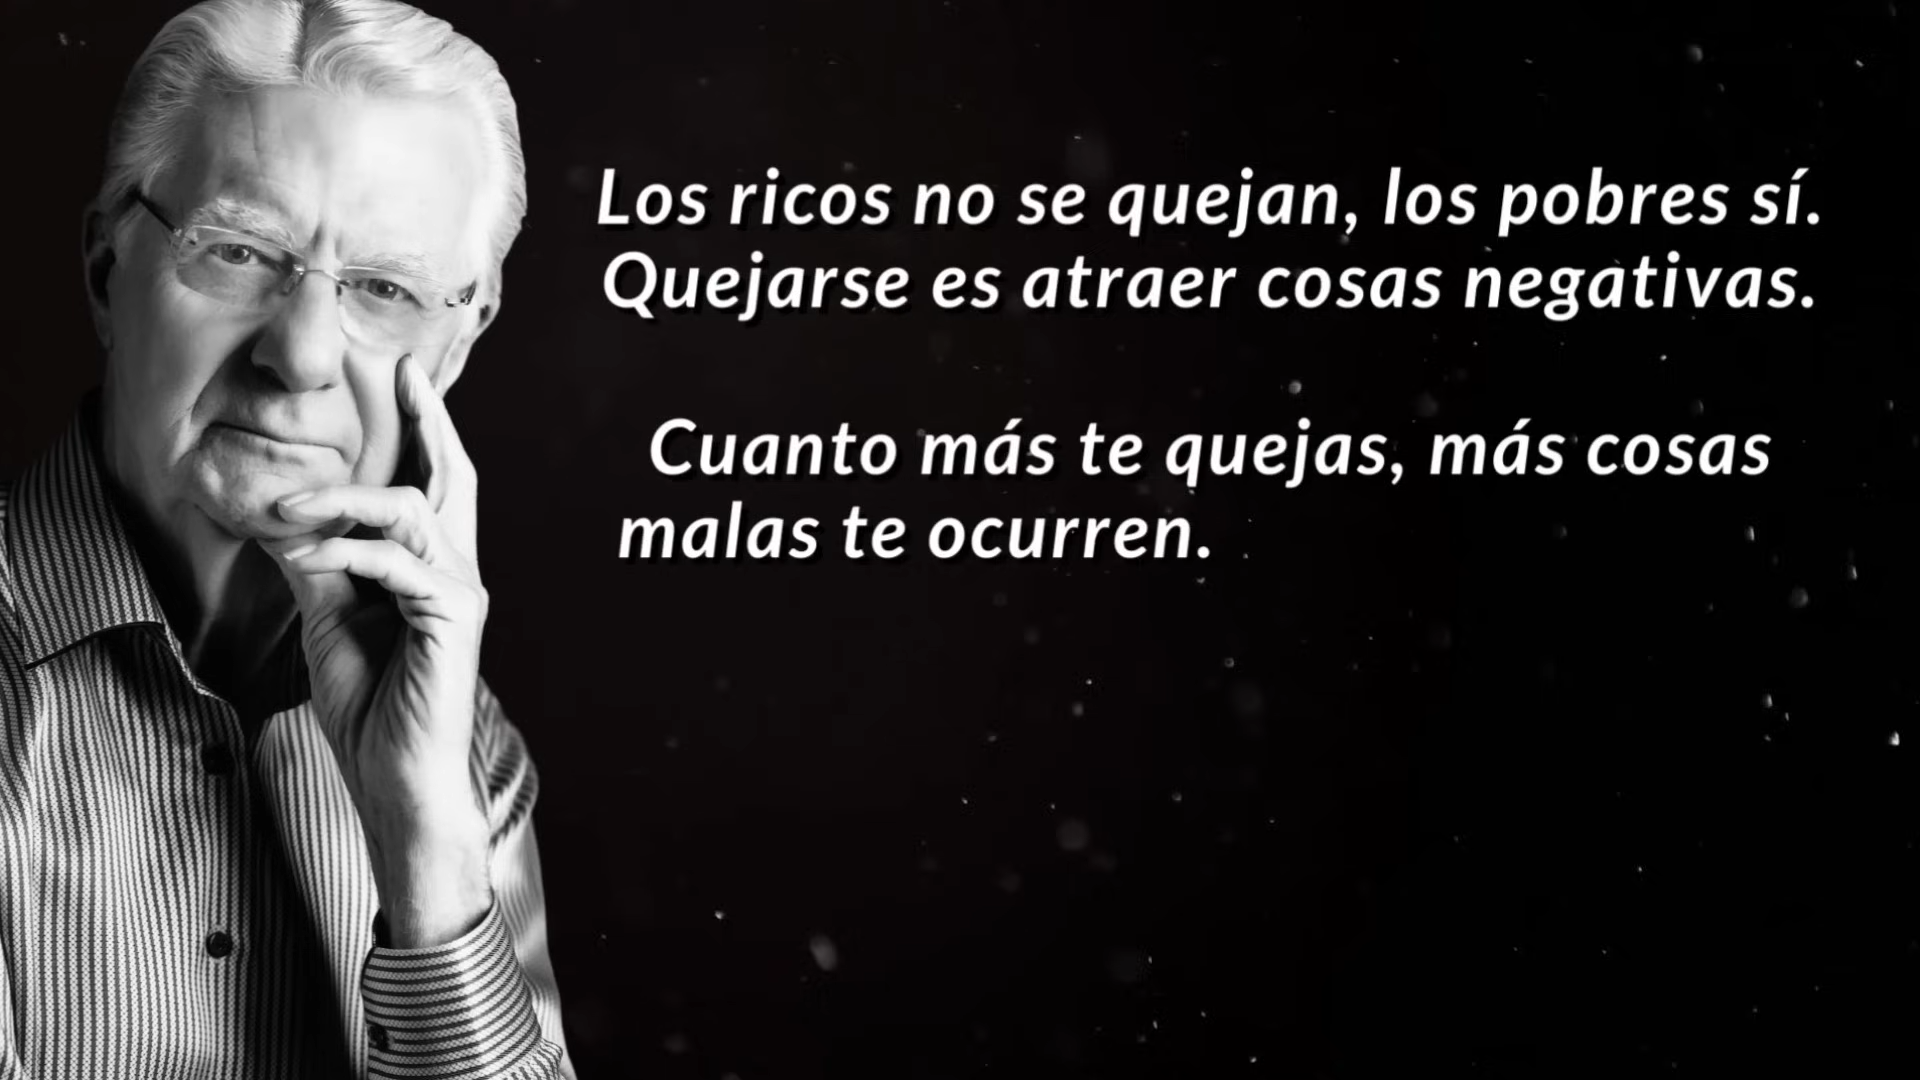 Los ricos no se quejan, los pobres sí.
Quejarse es atraer cosas negativas.
Cuanto más te quejas, más cosas
malas te ocurren.